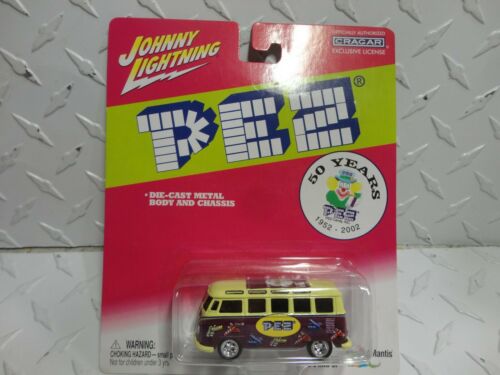 JOHNNY
LIGHTNING
OFFICIALLY AUTHORIZED
CRAGAR
EXCLUSIVE LICENSE
PEZ®
• DIE-CAST METAL
BODY AND CHASSIS
50 YEARS
PEZ
1952 - 2002
PEZ
WARNING:
CHOKING HAZARD — small p
Not for children under 3 yrs.
Mantis